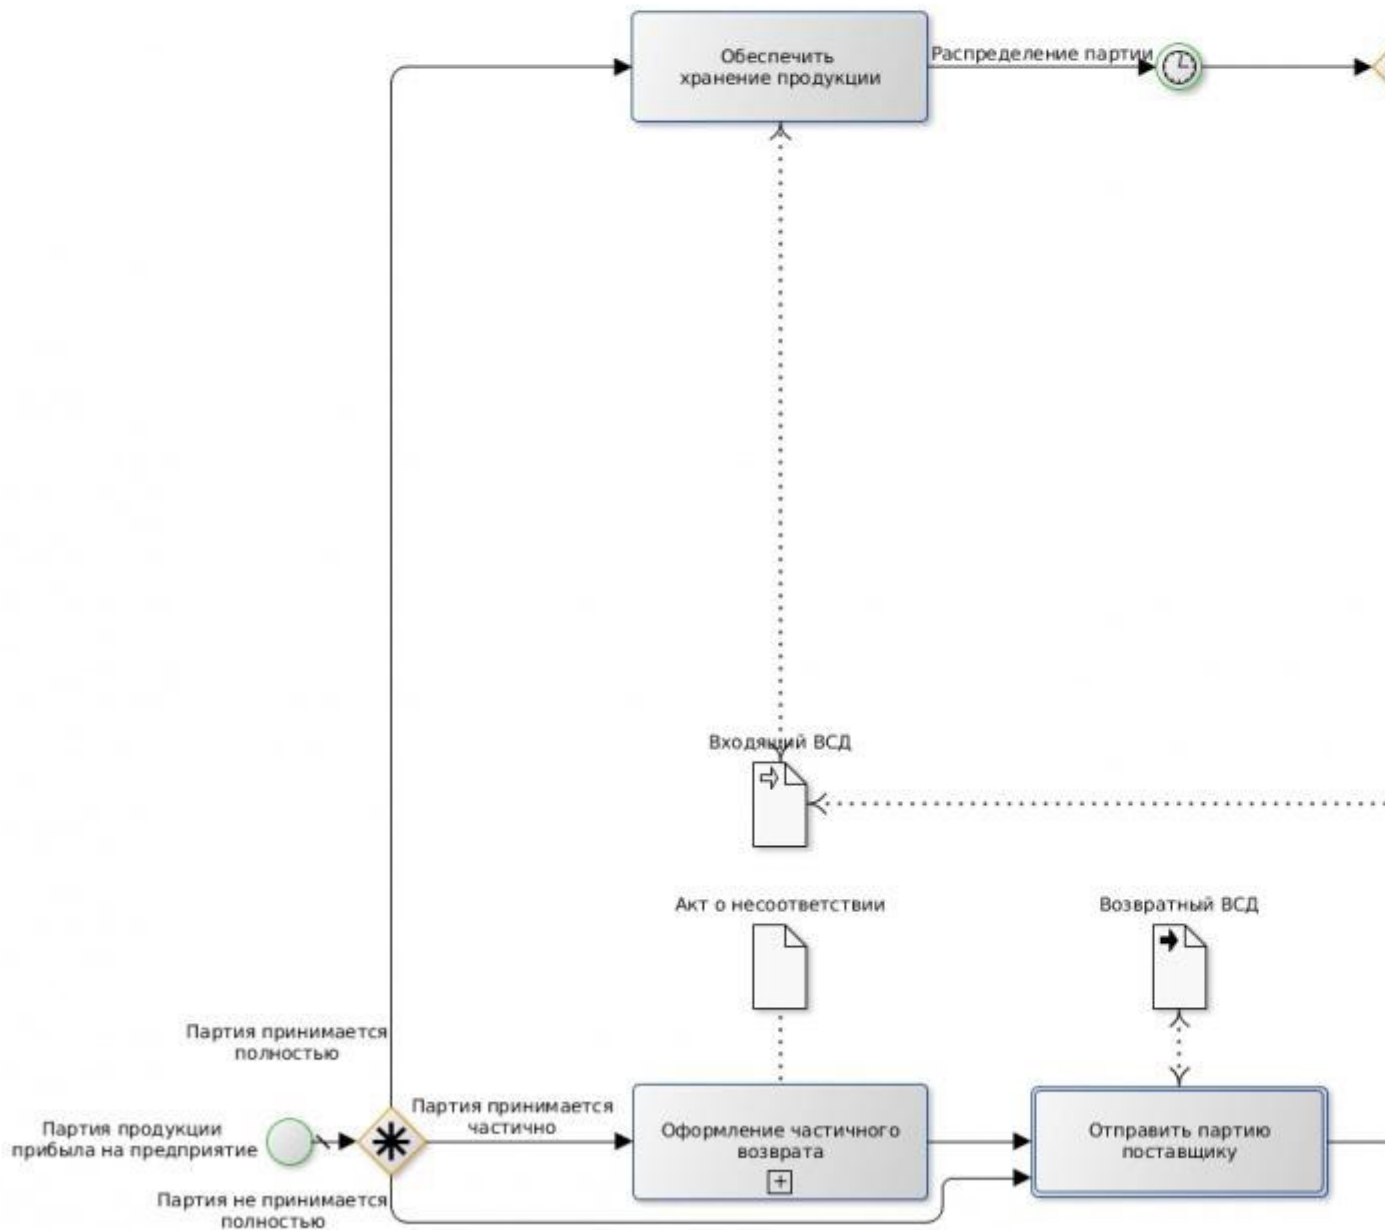 Обеспечить
хранение продукции
Распределение партии
Входящий ВСД
Акт о несоответствии
Возвратный ВСД
Партия принимается
полностью
Партия принимается
частично
Партия продукции
прибыла на предприятие
Оформление частичного
возврата
Отправить партию
поставщику
Партия не принимается
полностью